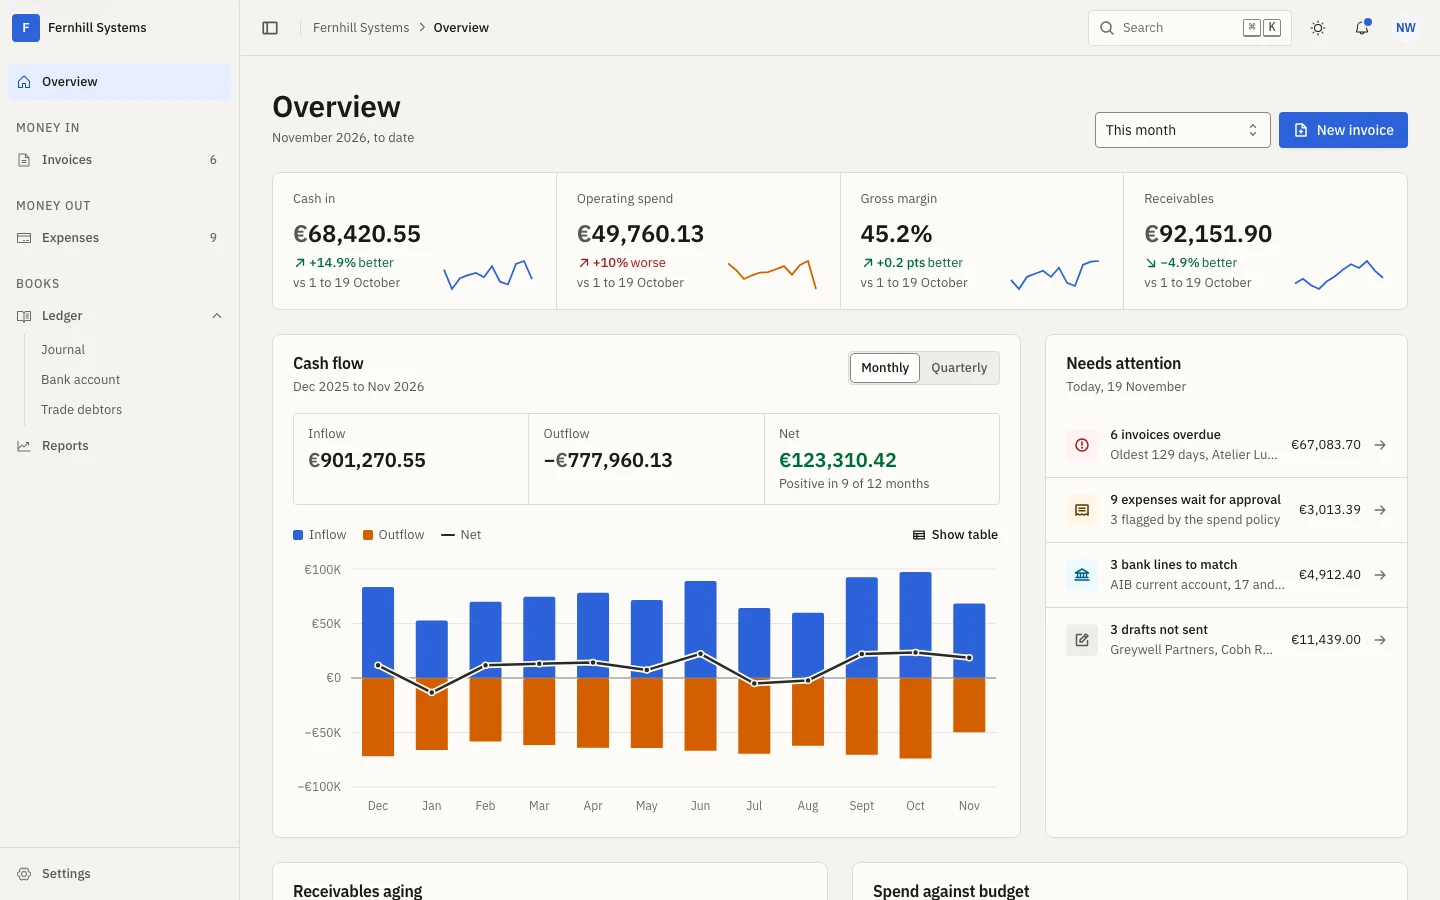 F Fernhill Systems
Overview
MONEY IN
Invoices 6
MONEY OUT
Expenses 9
BOOKS
Ledger
Journal
Bank account
Trade debtors
Reports
Settings
Fernhill Systems > Overview
Search ⌘ K
NW
Overview
November 2026, to date
This month
New invoice
Cash in
€68,420.55
+14.9% better
vs 1 to 19 October
Operating spend
€49,760.13
+10% worse
vs 1 to 19 October
Gross margin
45.2%
+0.2 pts better
vs 1 to 19 October
Receivables
€92,151.90
−4.9% better
vs 1 to 19 October
Cash flow
Dec 2025 to Nov 2026
Monthly Quarterly
Inflow
€901,270.55
Outflow
−€777,960.13
Net
€123,310.42
Positive in 9 of 12 months
Inflow Outflow Net
Show table
€100K
€50K
€0
−€50K
−€100K
Dec Jan Feb Mar Apr May Jun Jul Aug Sept Oct Nov
Needs attention
Today, 19 November
6 invoices overdue
Oldest 129 days, Atelier Lu...
€67,083.70
9 expenses wait for approval
3 flagged by the spend policy
€3,013.39
3 bank lines to match
AIB current account, 17 and...
€4,912.40
3 drafts not sent
Greywell Partners, Cobh R...
€11,439.00
Receivables aging
Spend against budget